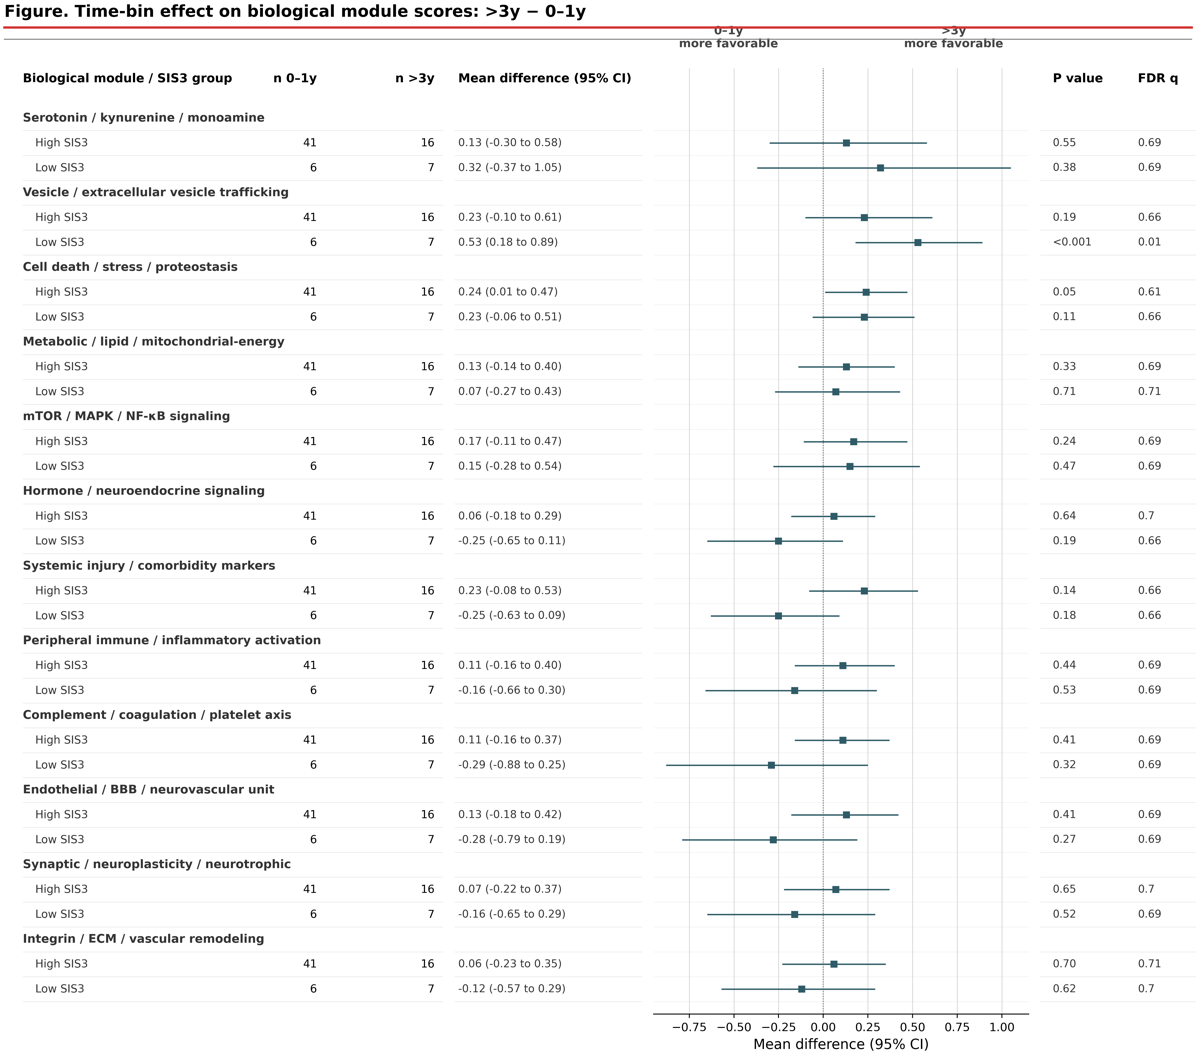 Figure. Time-bin effect on biological module scores: >3y − 0–1y
0–1y >3y
more favorable more favorable
Biological module / SIS3 group n 0–1y n >3y Mean difference (95% CI) P value FDR q
Serotonin / kynurenine / monoamine
High SIS3 41 16 0.13 (-0.30 to 0.58) 0.55 0.69
Low SIS3 6 7 0.32 (-0.37 to 1.05) 0.38 0.69
Vesicle / extracellular vesicle trafficking
High SIS3 41 16 0.23 (-0.10 to 0.61) 0.19 0.66
Low SIS3 6 7 0.53 (0.18 to 0.89) <0.001 0.01
Cell death / stress / proteostasis
High SIS3 41 16 0.24 (0.01 to 0.47) 0.05 0.61
Low SIS3 6 7 0.23 (-0.06 to 0.51) 0.11 0.66
Metabolic / lipid / mitochondrial-energy
High SIS3 41 16 0.13 (-0.14 to 0.40) 0.33 0.69
Low SIS3 6 7 0.07 (-0.27 to 0.43) 0.71 0.71
mTOR / MAPK / NF-κB signaling
High SIS3 41 16 0.17 (-0.11 to 0.47) 0.24 0.69
Low SIS3 6 7 0.15 (-0.28 to 0.54) 0.47 0.69
Hormone / neuroendocrine signaling
High SIS3 41 16 0.06 (-0.18 to 0.29) 0.64 0.7
Low SIS3 6 7 -0.25 (-0.65 to 0.11) 0.19 0.66
Systemic injury / comorbidity markers
High SIS3 41 16 0.23 (-0.08 to 0.53) 0.14 0.66
Low SIS3 6 7 -0.25 (-0.63 to 0.09) 0.18 0.66
Peripheral immune / inflammatory activation
High SIS3 41 16 0.11 (-0.16 to 0.40) 0.44 0.69
Low SIS3 6 7 -0.16 (-0.66 to 0.30) 0.53 0.69
Complement / coagulation / platelet axis
High SIS3 41 16 0.11 (-0.16 to 0.37) 0.41 0.69
Low SIS3 6 7 -0.29 (-0.88 to 0.25) 0.32 0.69
Endothelial / BBB / neurovascular unit
High SIS3 41 16 0.13 (-0.18 to 0.42) 0.41 0.69
Low SIS3 6 7 -0.28 (-0.79 to 0.19) 0.27 0.69
Synaptic / neuroplasticity / neurotrophic
High SIS3 41 16 0.07 (-0.22 to 0.37) 0.65 0.7
Low SIS3 6 7 -0.16 (-0.65 to 0.29) 0.52 0.69
Integrin / ECM / vascular remodeling
High SIS3 41 16 0.06 (-0.23 to 0.35) 0.70 0.71
Low SIS3 6 7 -0.12 (-0.57 to 0.29) 0.62 0.7
−0.75 −0.50 −0.25 0.00 0.25 0.50 0.75 1.00
Mean difference (95% CI)